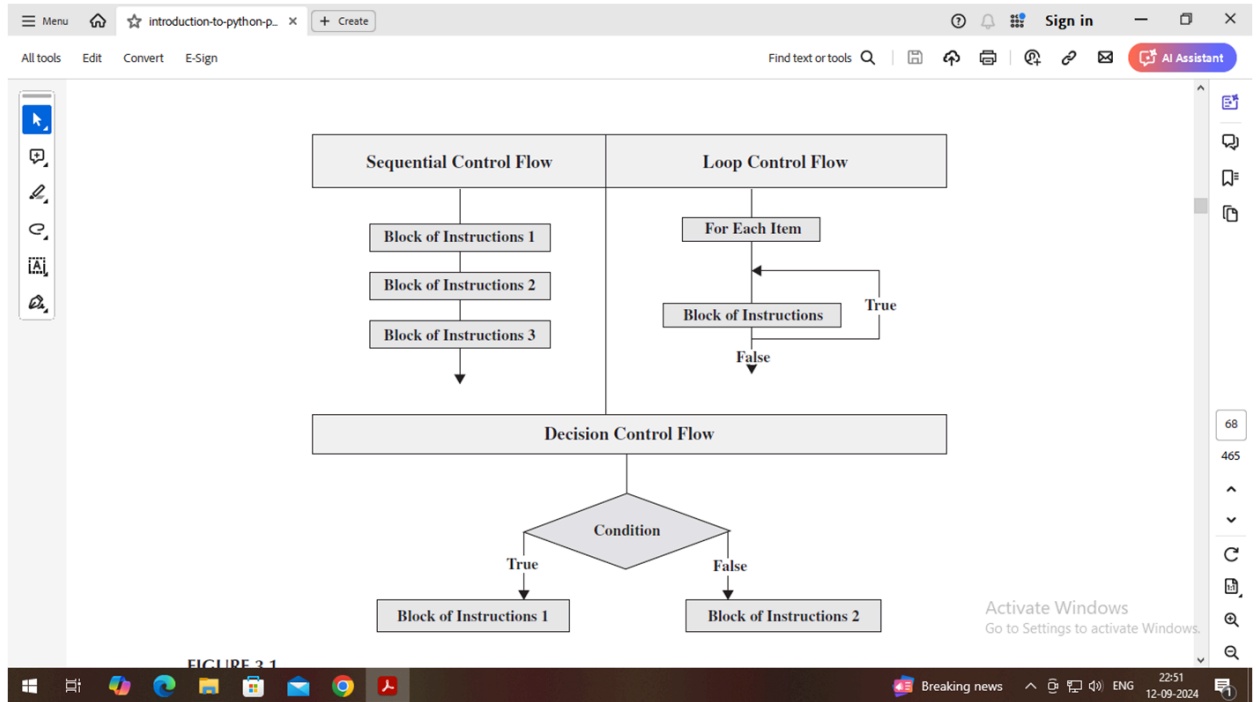 Menu introduction-to-python-p... × + Create Sign in
All tools Edit Convert E-Sign Find text or tools AI Assistant
Sequential Control Flow Loop Control Flow
For Each Item
Block of Instructions 1
Block of Instructions 2
True
Block of Instructions
Block of Instructions 3
False
68
Decision Control Flow
465
Condition
True False
Block of Instructions 1 Block of Instructions 2
Activate Windows
Go to Settings to activate Windows.
FIGURE 3.1
Breaking news ENG 22:51
12-09-2024
1